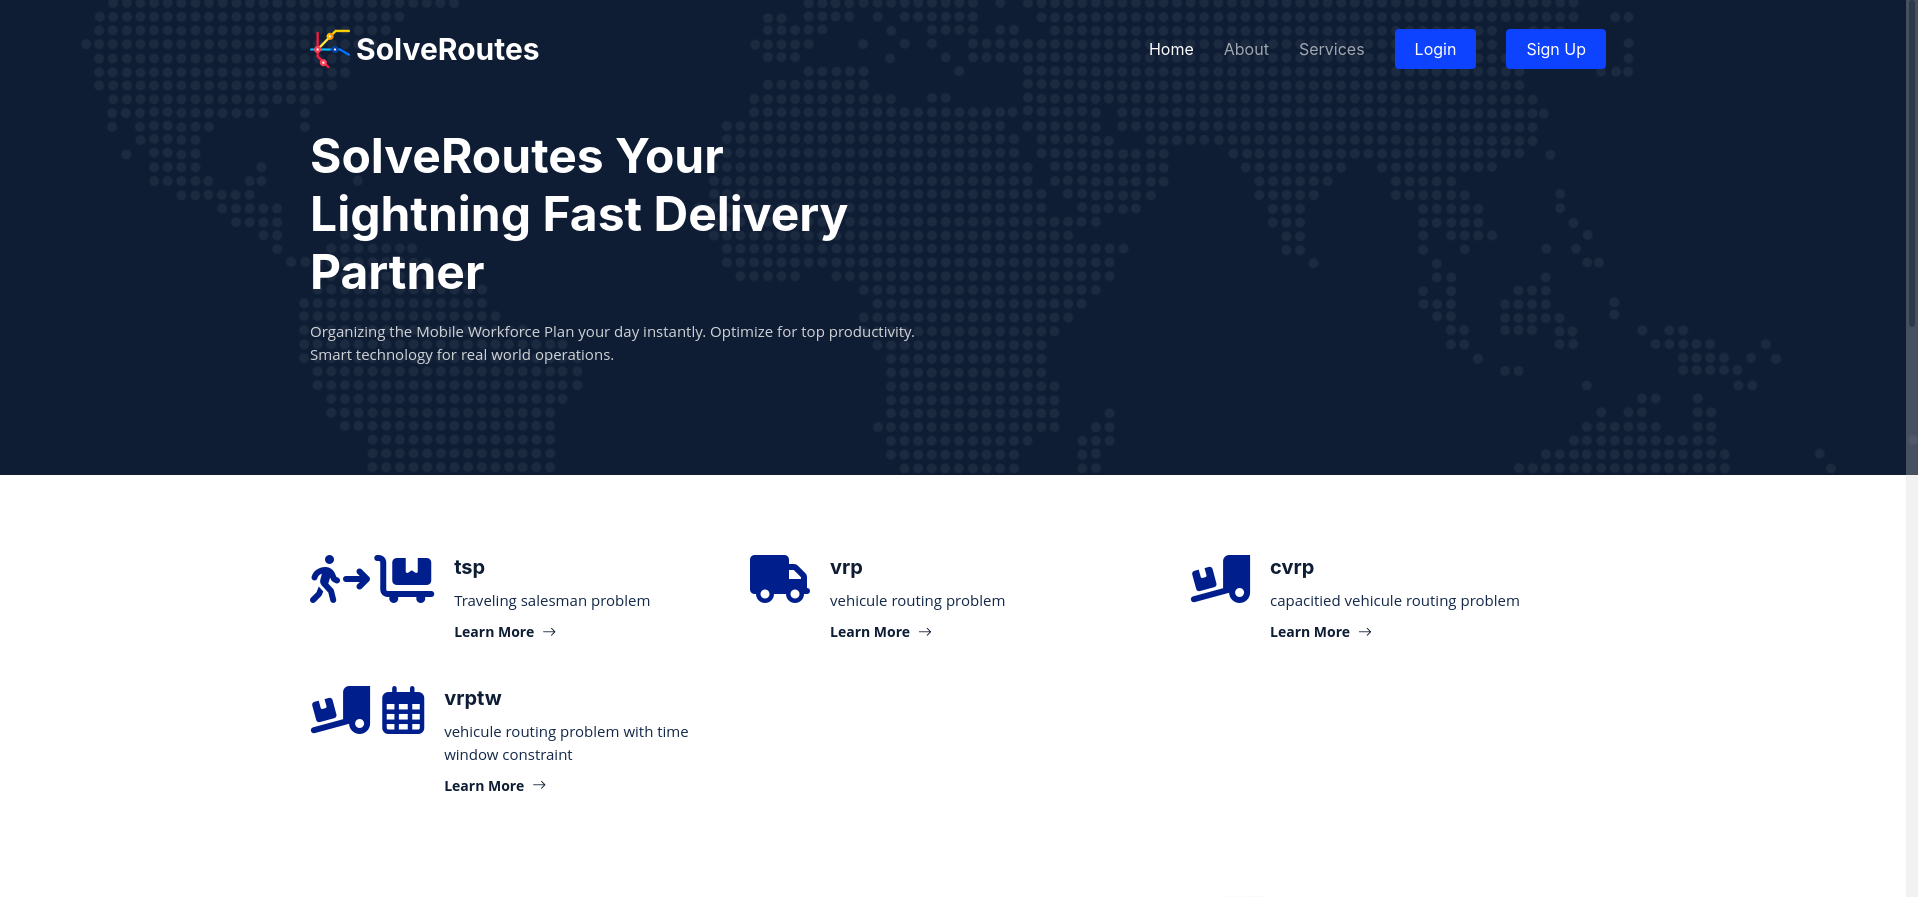 SolveRoutes
Home
About
Services
Login
Sign Up
SolveRoutes Your
Lightning Fast Delivery
Partner
Organizing the Mobile Workforce Plan your day instantly. Optimize for top productivity.
Smart technology for real world operations.
tsp
Traveling salesman problem
Learn More
vrp
vehicule routing problem
Learn More
cvrp
capacitied vehicule routing problem
Learn More
vrptw
vehicule routing problem with time
window constraint
Learn More